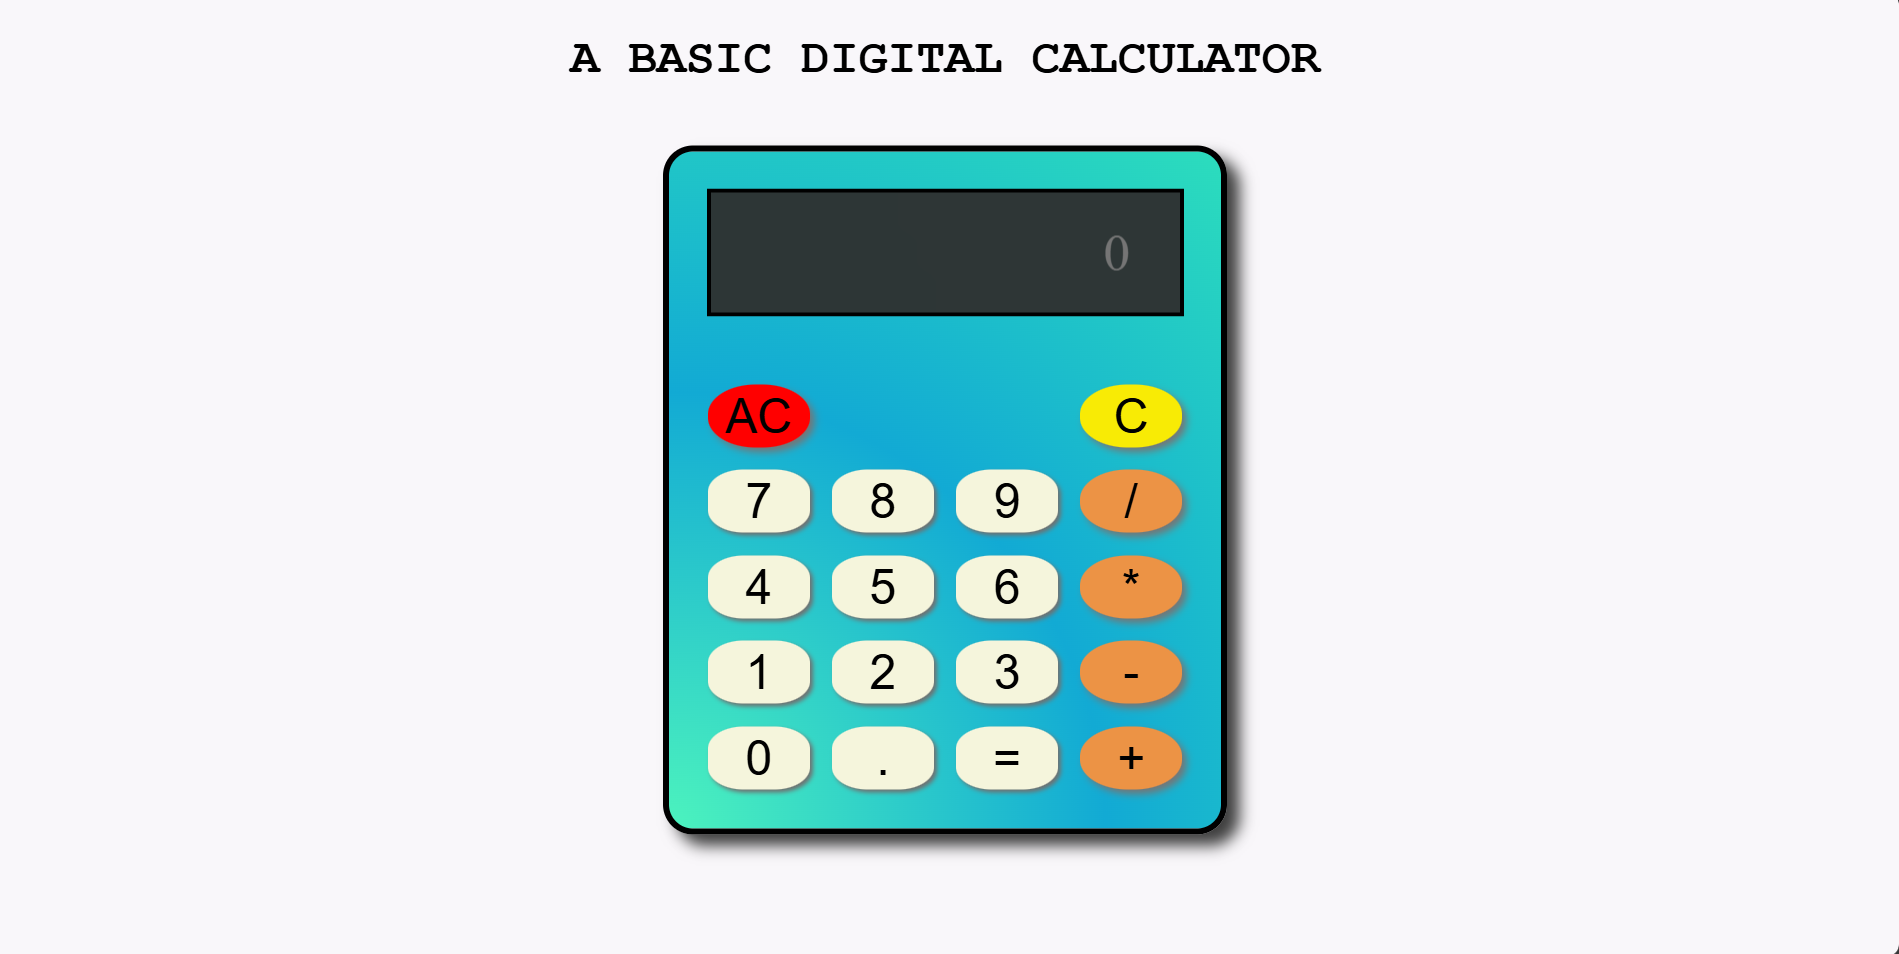 A BASIC DIGITAL CALCULATOR
0
AC C
7 8 9 /
4 5 6 *
1 2 3 -
0 . = +